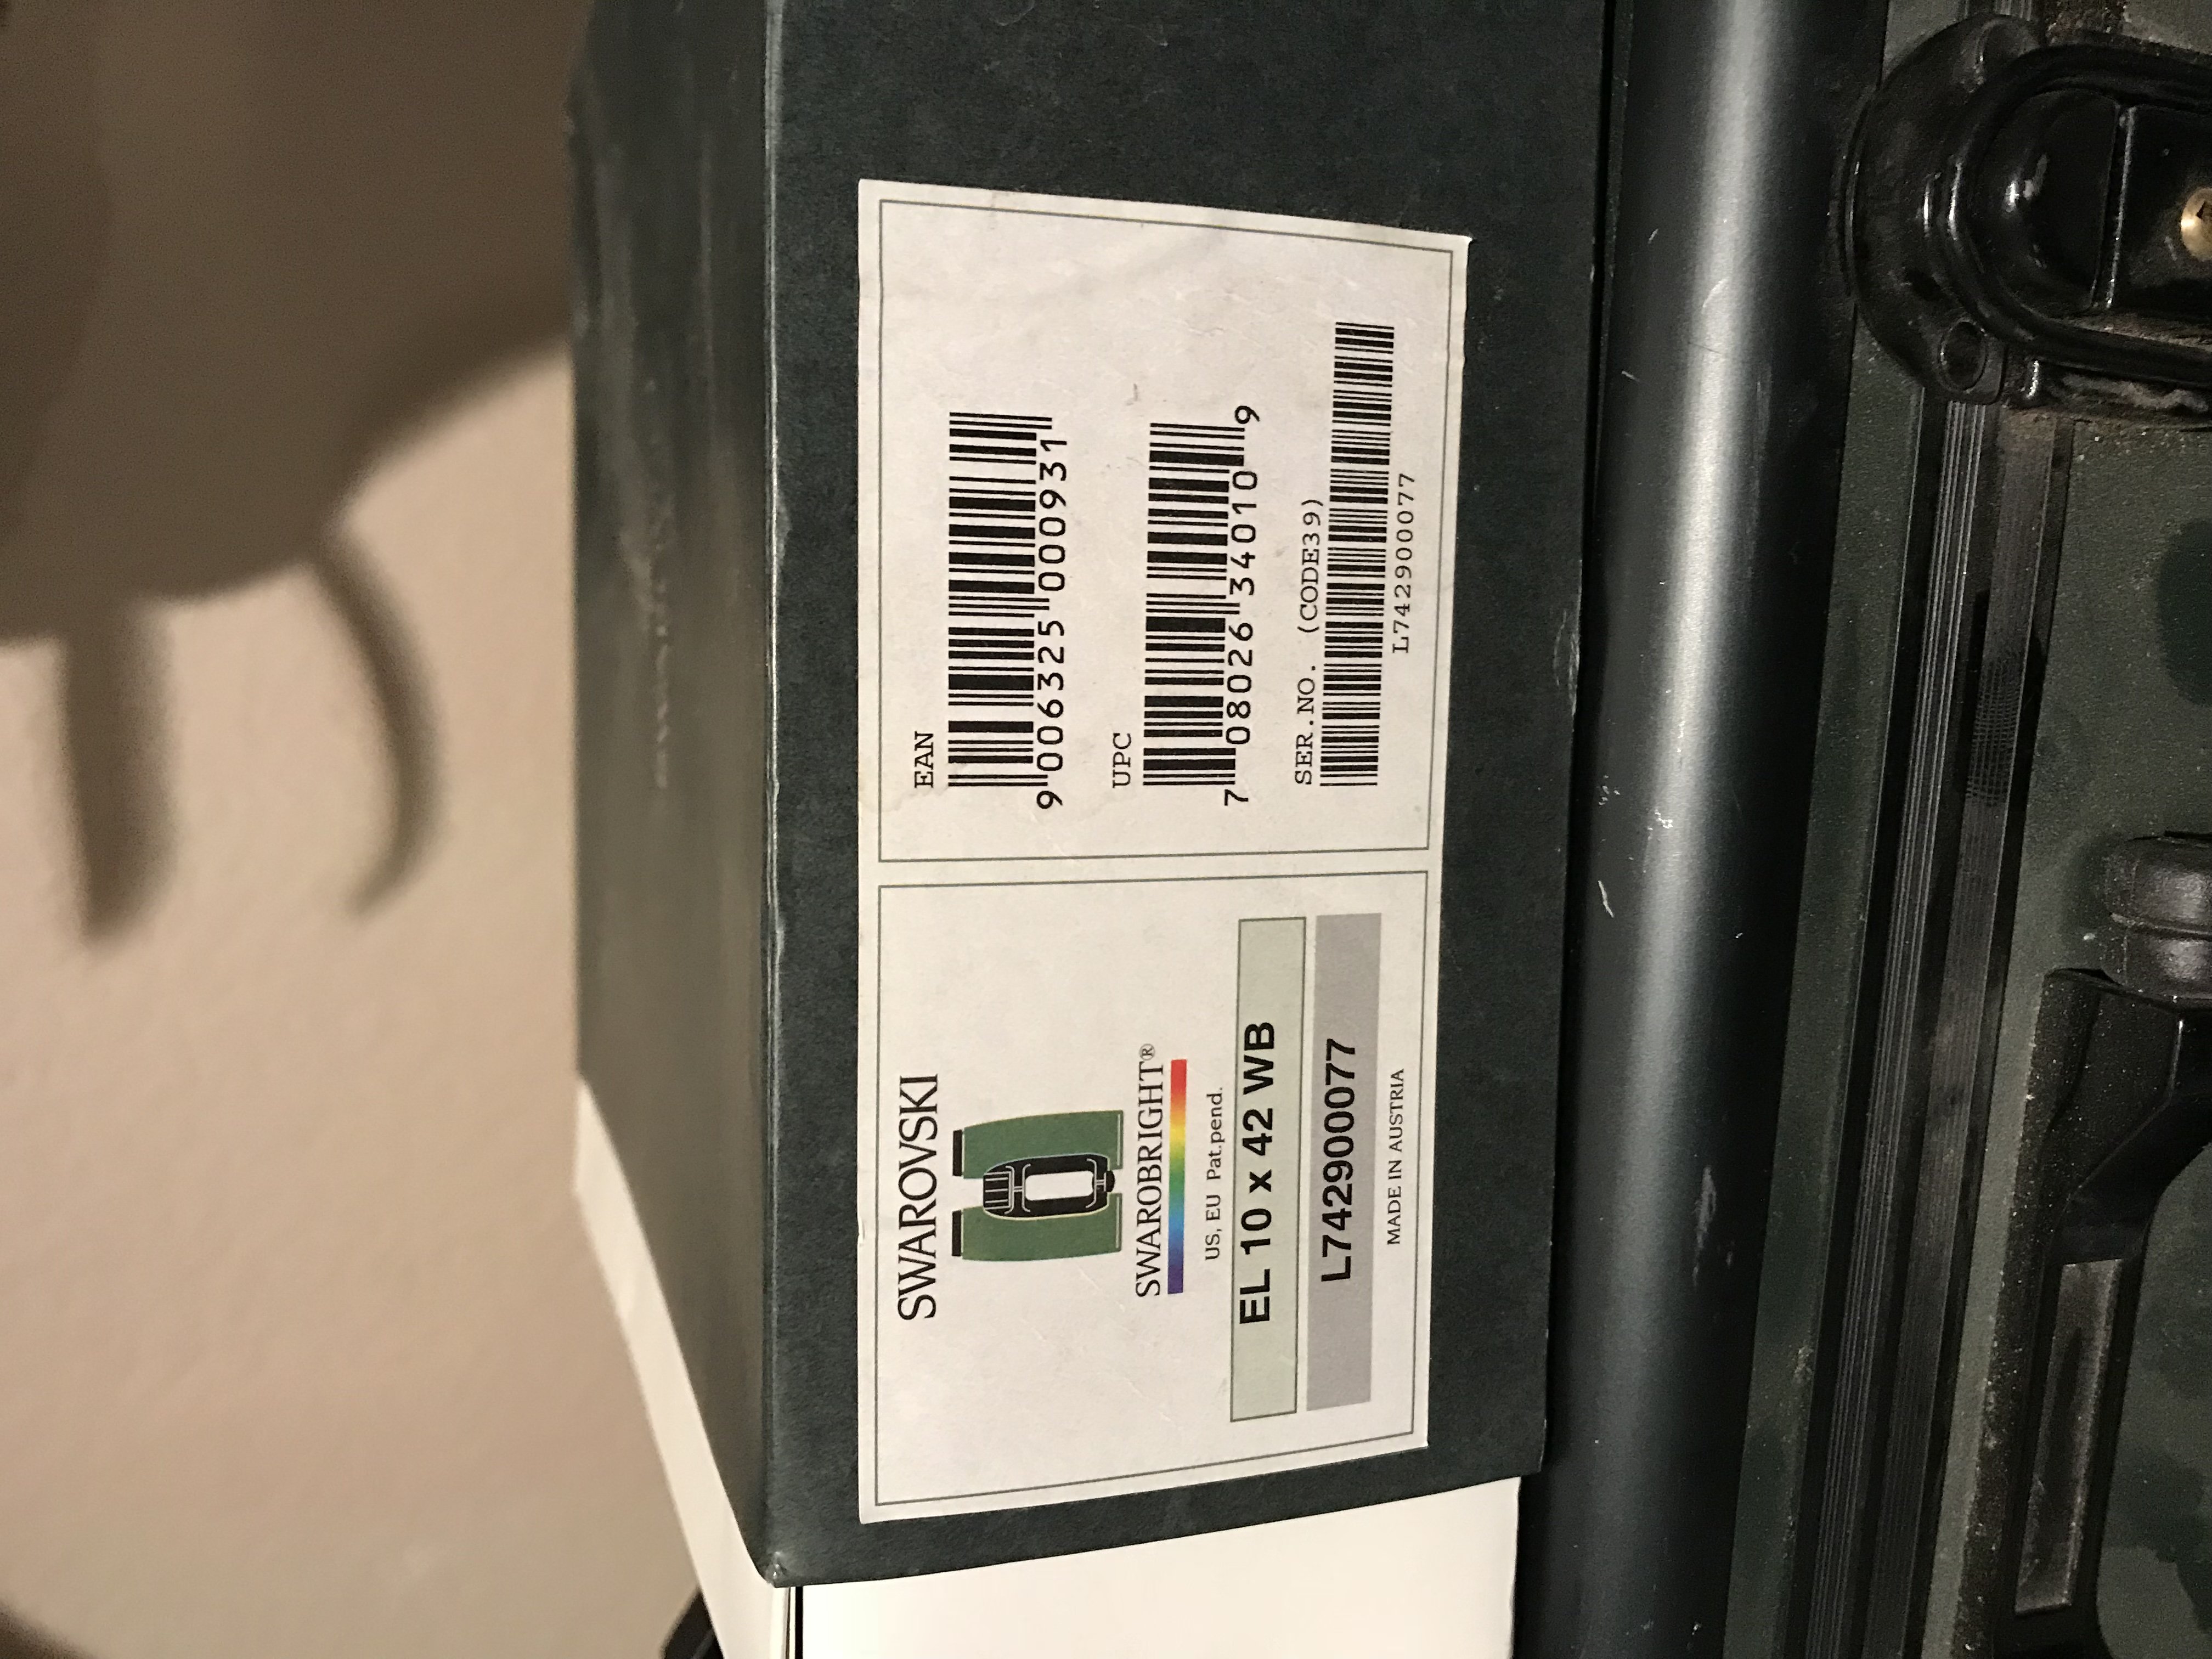 SWAROVSKI
SWAROBRIGHT®
US, EU Pat.pend.
EL 10 x 42 WB
L742900077
MADE IN AUSTRIA
EAN
9 006325 000931
UPC
7 08026 34010 9
SER.NO. (CODE39)
L742900077